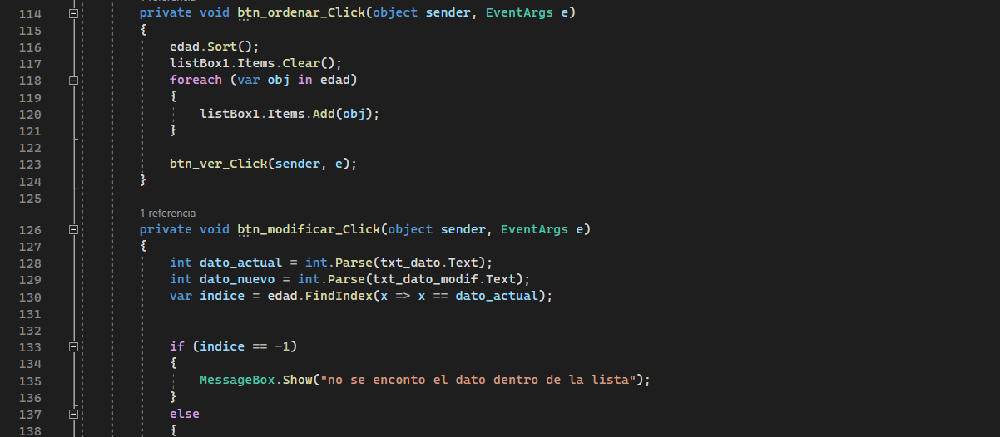 1 referencia
114 private void btn_ordenar_Click(object sender, EventArgs e)
115 {
116 edad.Sort();
117 listBox1.Items.Clear();
118 foreach (var obj in edad)
119 {
120 listBox1.Items.Add(obj);
121 }
122
123 btn_ver_Click(sender, e);
124 }
125
1 referencia
126 private void btn_modificar_Click(object sender, EventArgs e)
127 {
128 int dato_actual = int.Parse(txt_dato.Text);
129 int dato_nuevo = int.Parse(txt_dato_modif.Text);
130 var indice = edad.FindIndex(x => x == dato_actual);
131
132
133 if (indice == -1)
134 {
135 MessageBox.Show("no se enconto el dato dentro de la lista");
136 }
137 else
138 {